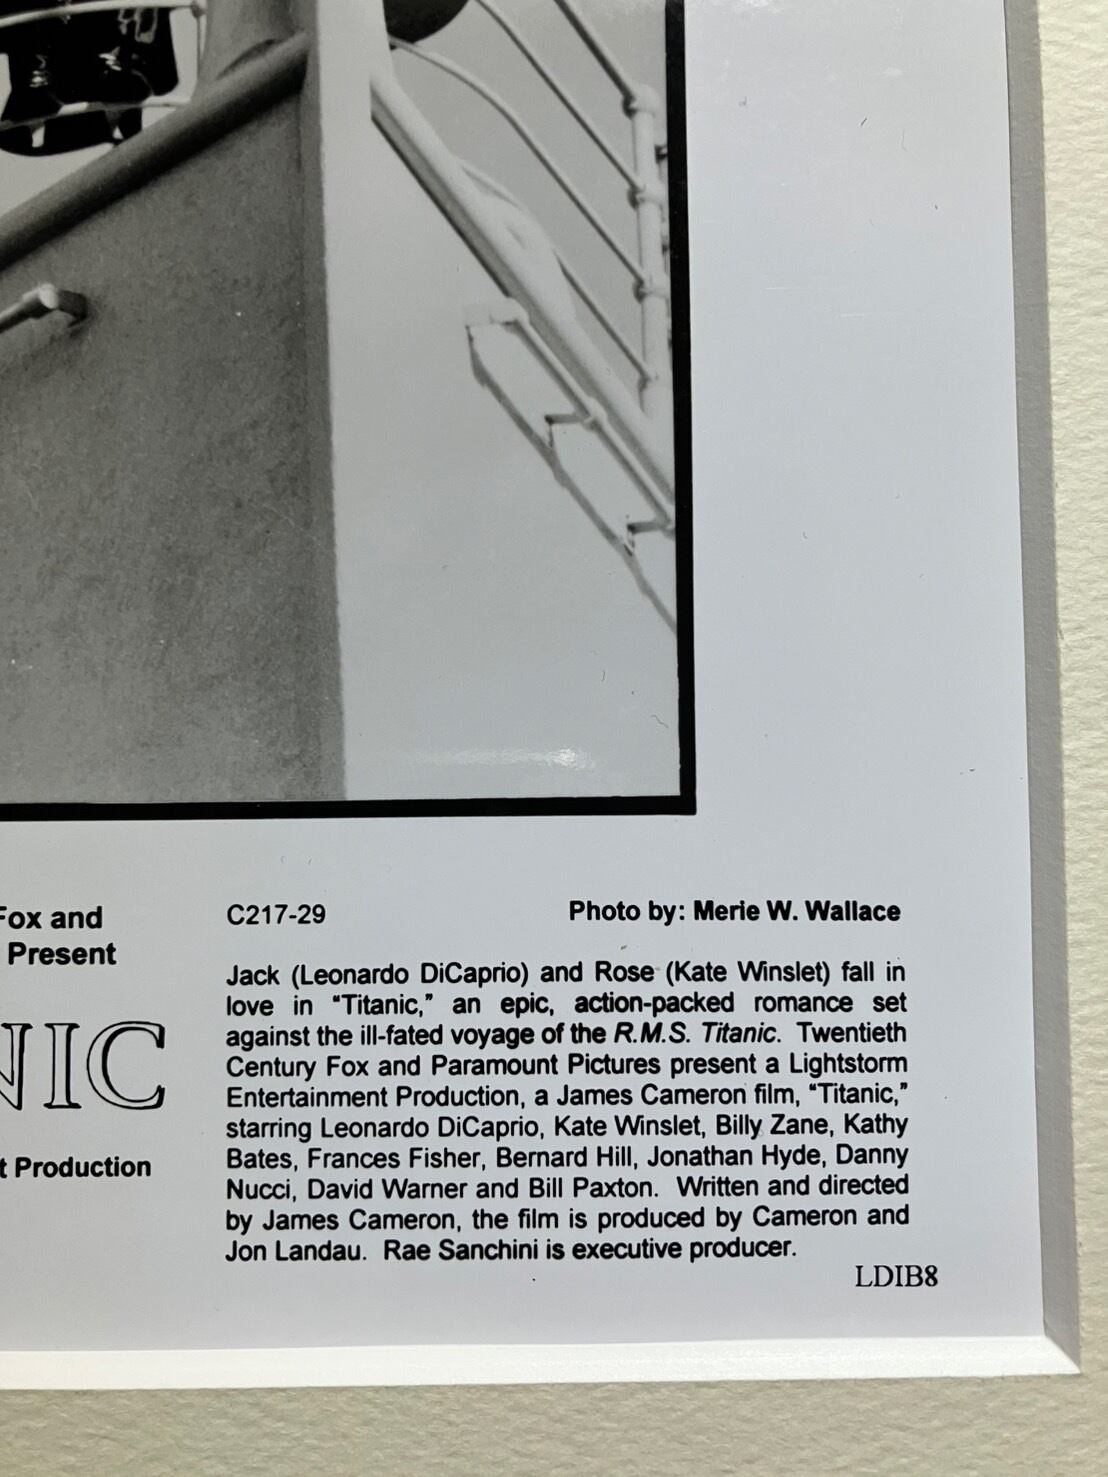 Fox and
Present
NIC
t Production
C217-29
Photo by: Merie W. Wallace
Jack (Leonardo DiCaprio) and Rose (Kate Winslet) fall in
love in “Titanic,” an epic, action-packed romance set
against the ill-fated voyage of the R.M.S. Titanic. Twentieth
Century Fox and Paramount Pictures present a Lightstorm
Entertainment Production, a James Cameron film, “Titanic,”
starring Leonardo DiCaprio, Kate Winslet, Billy Zane, Kathy
Bates, Frances Fisher, Bernard Hill, Jonathan Hyde, Danny
Nucci, David Warner and Bill Paxton. Written and directed
by James Cameron, the film is produced by Cameron and
Jon Landau. Rae Sanchini is executive producer.
LDIB8